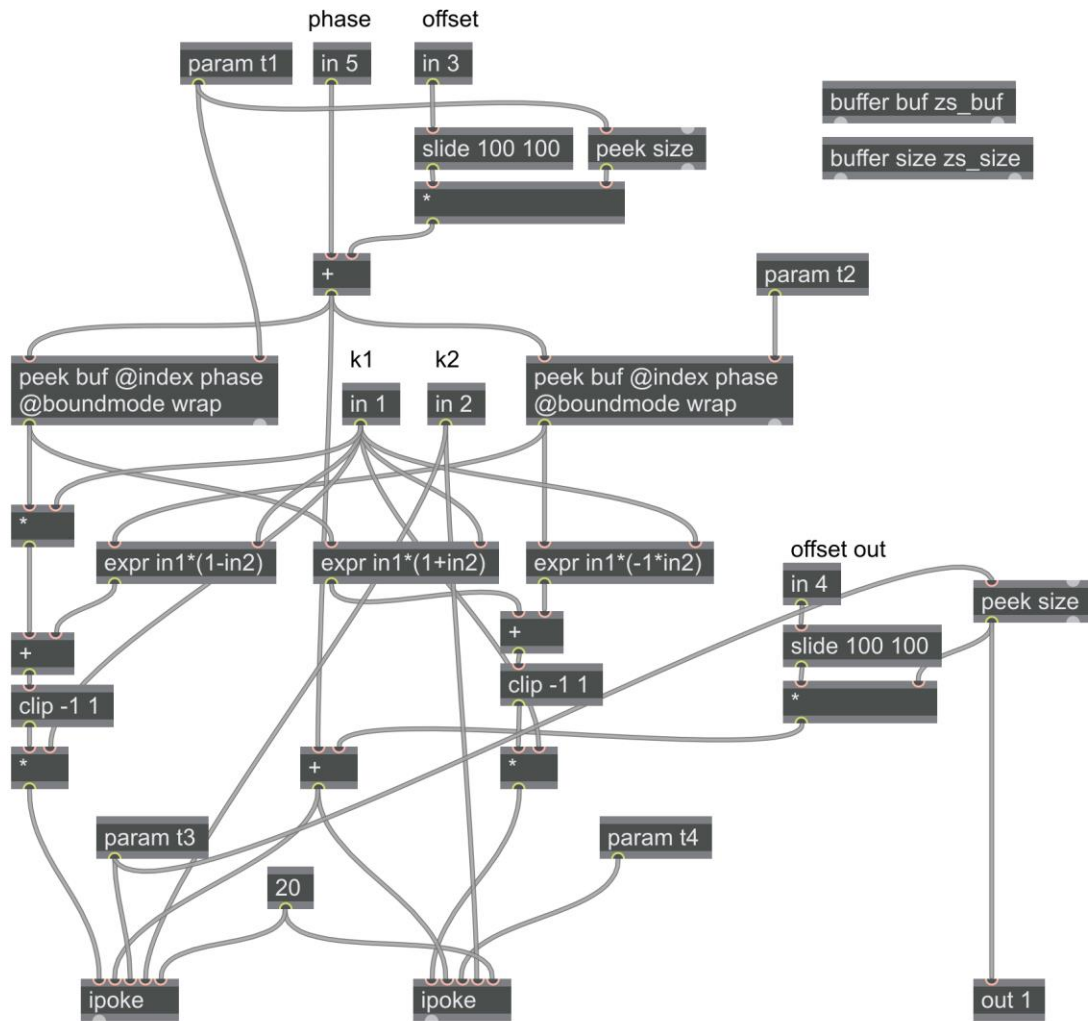 phase
offset
param t1
in 5
in 3
buffer buf zs_buf
slide 100 100
peek size
buffer size zs_size
*
+
param t2
k1
k2
peek buf @index phase
@boundmode wrap
in 1
in 2
peek buf @index phase
@boundmode wrap
*
expr in1*(1-in2)
expr in1*(1+in2)
expr in1*(-1*in2)
offset out
in 4
peek size
+
+
slide 100 100
clip -1 1
clip -1 1
*
*
+
*
param t3
param t4
20
ipoke
ipoke
out 1